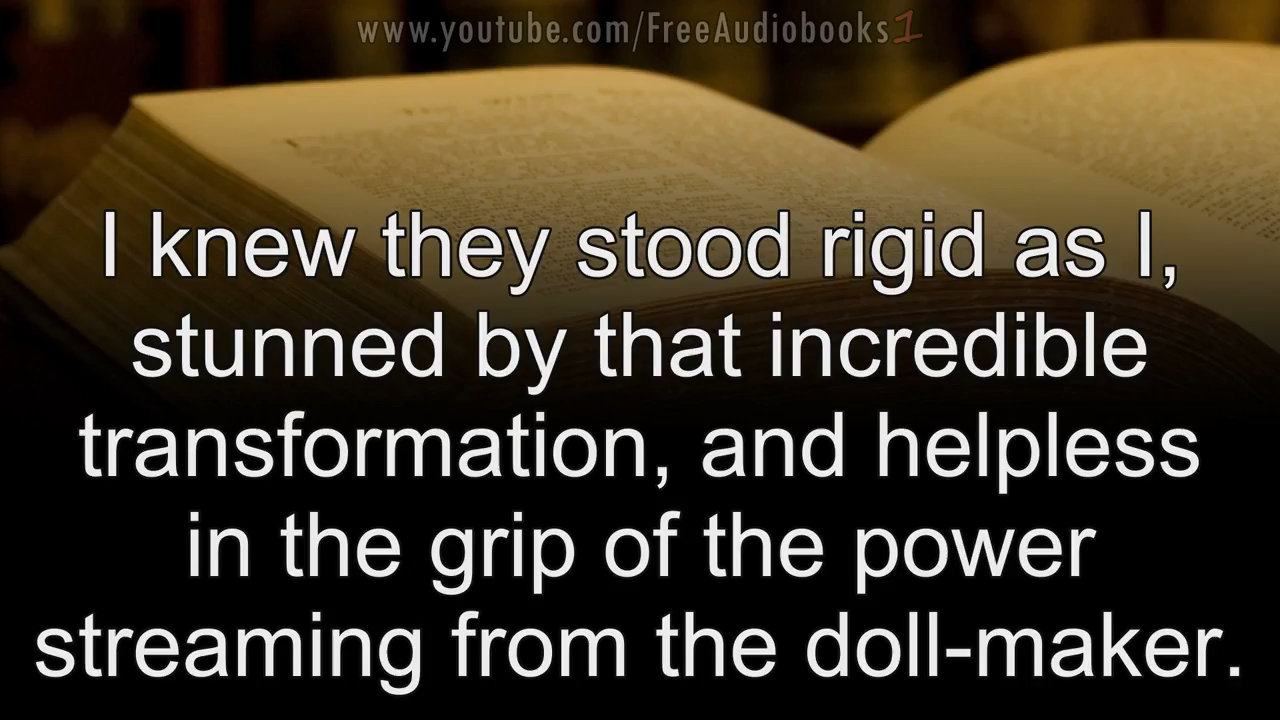 www.youtube.com/FreeAudiobooks1
I knew they stood rigid as I,
stunned by that incredible
transformation, and helpless
in the grip of the power
streaming from the doll-maker.